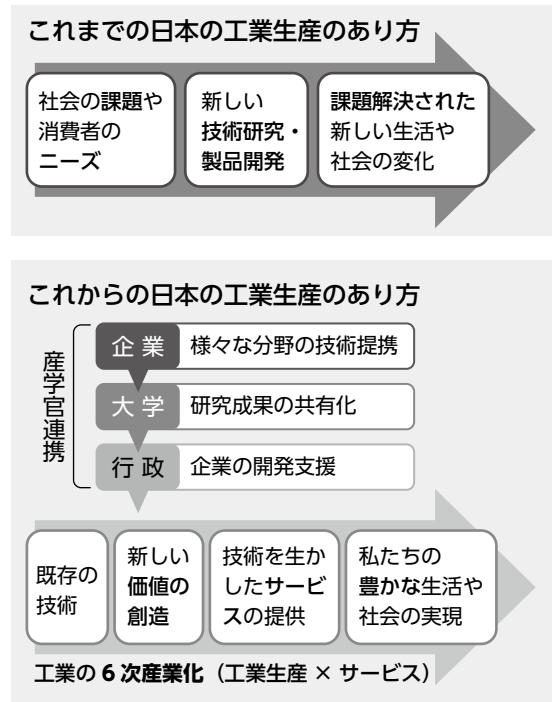 これまでの日本の工業生産のあり方
社会の課題や
消費者の
ニーズ
新しい
技術研究・
製品開発
課題解決された
新しい生活や
社会の変化
これからの日本の工業生産のあり方
産学官連携
企業 様々な分野の技術提携
大学 研究成果の共有化
行政 企業の開発支援
既存の
技術
新しい
価値の
創造
技術を生か
したサービ
スの提供
私たちの
豊かな生活や
社会の実現
工業の6次産業化（工業生産 × サービス）